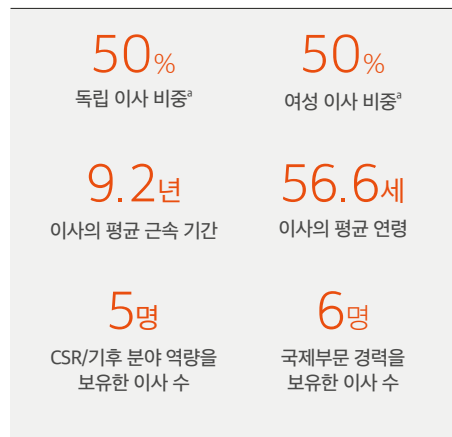 50%
독립 이사 비중ª
50%
여성 이사 비중ª
9.2년
이사의 평균 근속 기간
56.6세
이사의 평균 연령
5명
CSR/기후 분야 역량을
보유한 이사 수
6명
국제부문 경력을
보유한 이사 수